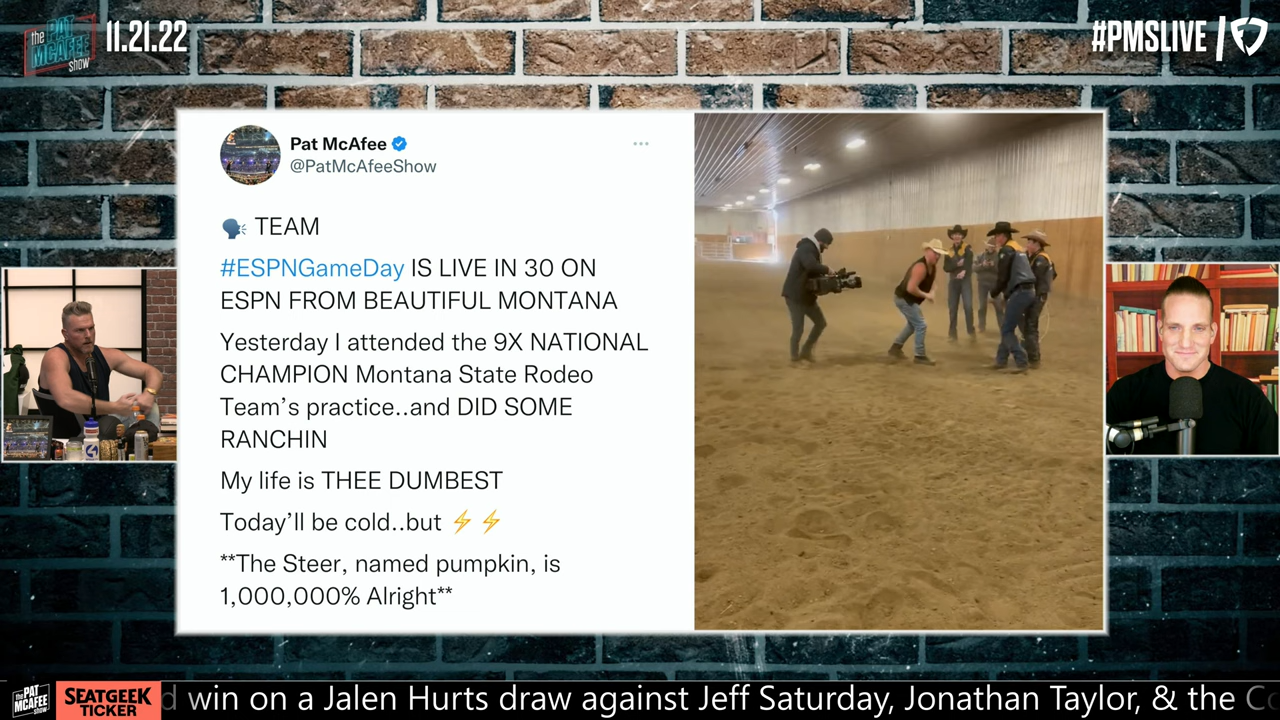 the PAT MCAFEE show
11.21.22
#PMSLIVE
Pat McAfee
@PatMcAfeeShow
TEAM
#ESPNGameDay IS LIVE IN 30 ON
ESPN FROM BEAUTIFUL MONTANA
Yesterday I attended the 9X NATIONAL
CHAMPION Montana State Rodeo
Team's practice..and DID SOME
RANCHIN
My life is THEE DUMBEST
Today'll be cold..but ⚡⚡
**The Steer, named pumpkin, is
1,000,000% Alright**
the PAT MCAFEE show
SEATGEEK
TICKER
win on a Jalen Hurts draw against Jeff Saturday, Jonathan Taylor, & the